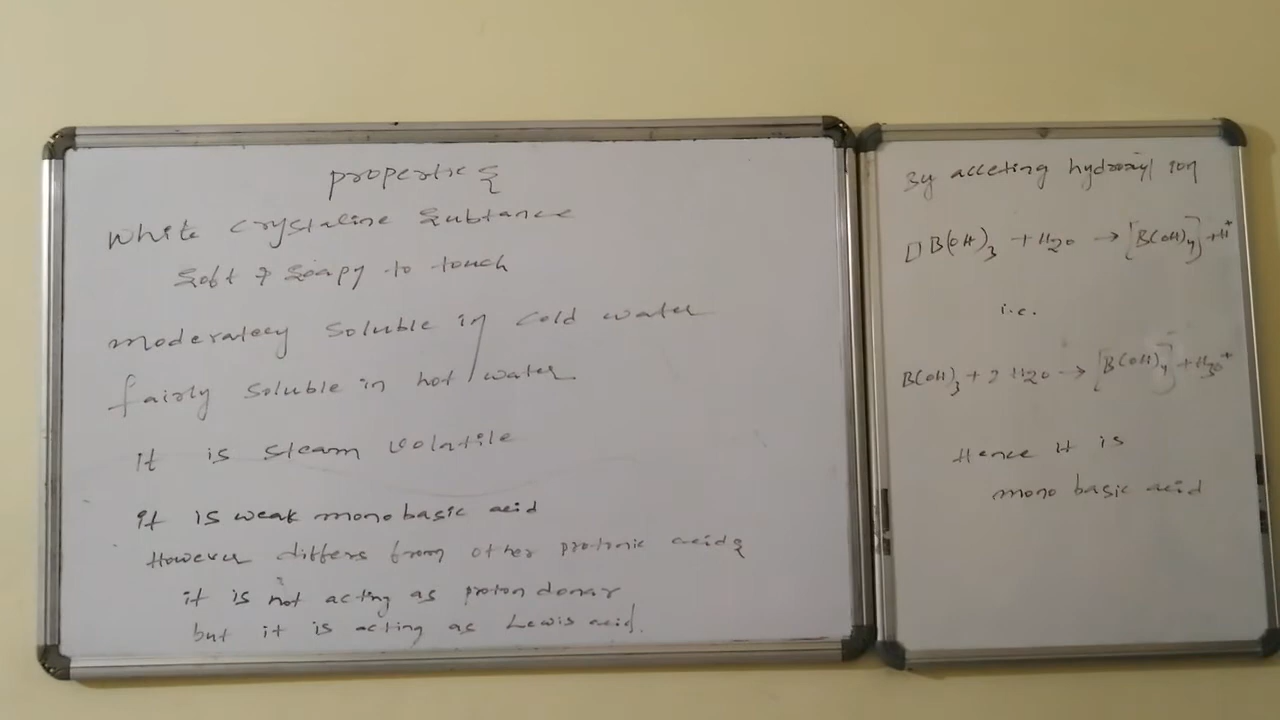 properties
White crystaline substance
soft & soapy to touch
moderately soluble in cold water
fairly soluble in hot water
It is steam volatile
it is weak mono basic acid
However differs from other protonic acids
it is not acting as proton donar
but it is acting as Lewis acid.
By acceting hydroxyl ion
B(OH)3 + H2O → [B(OH)4] + H+
i.e.
B(OH)3 + 2 H2O → [B(OH)4] + H3O+
Hence it is
mono basic acid